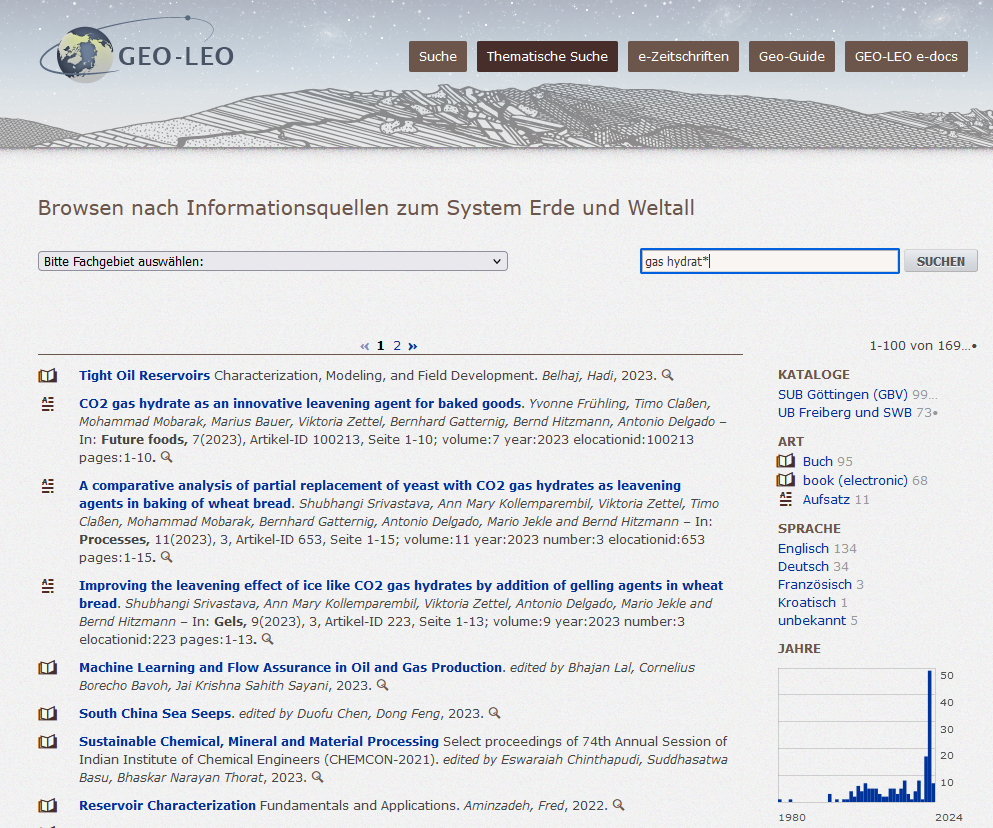 GEO-LEO
Suche
Thematische Suche
e-Zeitschriften
Geo-Guide
GEO-LEO e-docs
Browsen nach Informationsquellen zum System Erde und Weltall
Bitte Fachgebiet auswählen:
gas hydrat*
SUCHEN
« 1 2 »
1-100 von 169…•
Tight Oil Reservoirs Characterization, Modeling, and Field Development. Belhaj, Hadi, 2023.
CO2 gas hydrate as an innovative leavening agent for baked goods. Yvonne Frühling, Timo Claßen,
Mohammad Mobarak, Marius Bauer, Viktoria Zettel, Bernhard Gatternig, Bernd Hitzmann, Antonio Delgado –
In: Future foods, 7(2023), Artikel-ID 100213, Seite 1-10; volume:7 year:2023 elocationid:100213
pages:1-10.
A comparative analysis of partial replacement of yeast with CO2 gas hydrates as leavening
agents in baking of wheat bread. Shubhangi Srivastava, Ann Mary Kollemparembil, Viktoria Zettel, Timo
Claßen, Mohammad Mobarak, Bernhard Gatternig, Antonio Delgado, Mario Jekle and Bernd Hitzmann – In:
Processes, 11(2023), 3, Artikel-ID 653, Seite 1-15; volume:11 year:2023 number:3 elocationid:653
pages:1-15.
Improving the leavening effect of ice like CO2 gas hydrates by addition of gelling agents in wheat
bread. Shubhangi Srivastava, Ann Mary Kollemparembil, Viktoria Zettel, Antonio Delgado, Mario Jekle and
Bernd Hitzmann – In: Gels, 9(2023), 3, Artikel-ID 223, Seite 1-13; volume:9 year:2023 number:3
elocationid:223 pages:1-13.
Machine Learning and Flow Assurance in Oil and Gas Production. edited by Bhajan Lal, Cornelius
Borecho Bavoh, Jai Krishna Sahith Sayani, 2023.
South China Sea Seeps. edited by Duofu Chen, Dong Feng, 2023.
Sustainable Chemical, Mineral and Material Processing Select proceedings of 74th Annual Session of
Indian Institute of Chemical Engineers (CHEMCON-2021). edited by Eswaraiah Chinthapudi, Suddhasatwa
Basu, Bhaskar Narayan Thorat, 2023.
Reservoir Characterization Fundamentals and Applications. Aminzadeh, Fred, 2022.
KATALOGE
SUB Göttingen (GBV) 99…
UB Freiberg und SWB 73•
ART
Buch 95
book (electronic) 68
Aufsatz 11
SPRACHE
Englisch 134
Deutsch 34
Französisch 3
Kroatisch 1
unbekannt 5
JAHRE
50
40
30
20
10
1980
2024